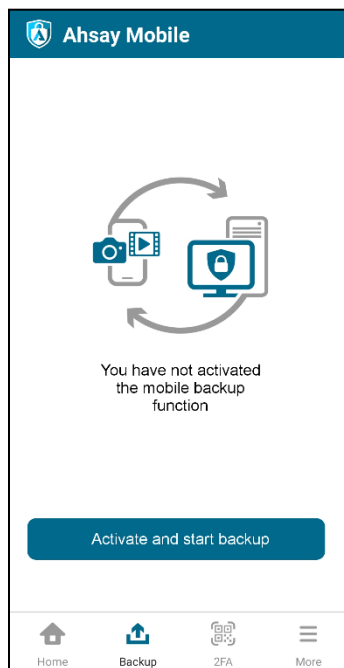 Ahsay Mobile
You have not activated
the mobile backup
function
Activate and start backup
Home
Backup
2FA
More